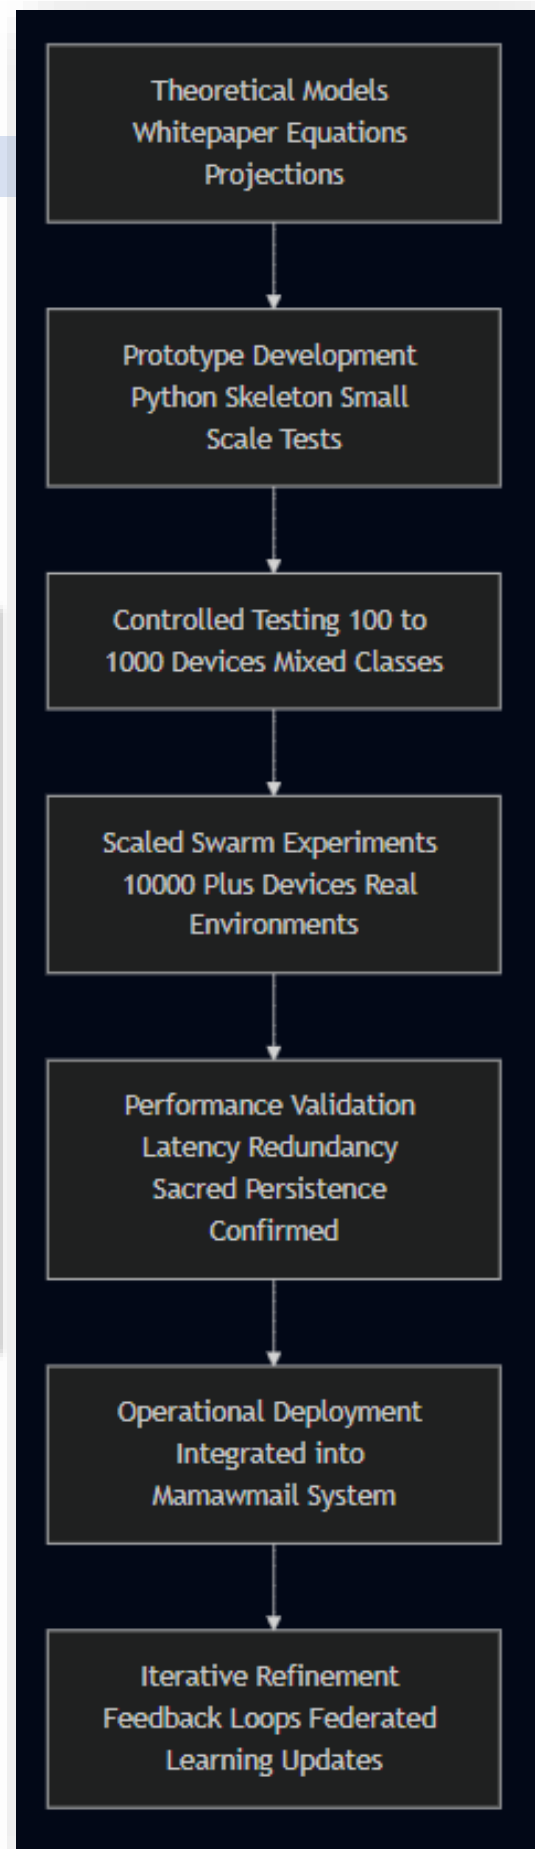 Theoretical Models
Whitepaper Equations
Projections
Prototype Development
Python Skeleton Small
Scale Tests
Controlled Testing 100 to
1000 Devices Mixed Classes
Scaled Swarm Experiments
10000 Plus Devices Real
Environments
Performance Validation
Latency Redundancy
Sacred Persistence
Confirmed
Operational Deployment
Integrated into
Mamawmail System
Iterative Refinement
Feedback Loops Federated
Learning Updates